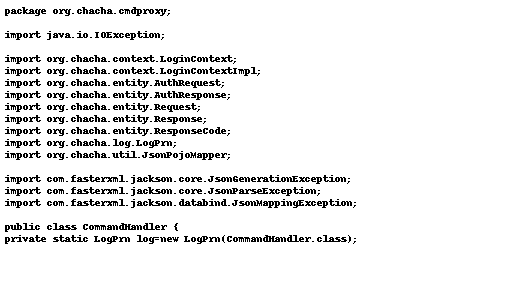 package org.chacha.cmdproxy;
import java.io.IOException;
import org.chacha.context.LoginContext;
import org.chacha.context.LoginContextImpl;
import org.chacha.entity.AuthRequest;
import org.chacha.entity.AuthResponse;
import org.chacha.entity.Request;
import org.chacha.entity.Response;
import org.chacha.entity.ResponseCode;
import org.chacha.log.LogPrn;
import org.chacha.util.JsonPojoMapper;
import com.fasterxml.jackson.core.JsonGenerationException;
import com.fasterxml.jackson.core.JsonParseException;
import com.fasterxml.jackson.databind.JsonMappingException;
public class CommandHandler {
private static LogPrn log=new LogPrn(CommandHandler.class);